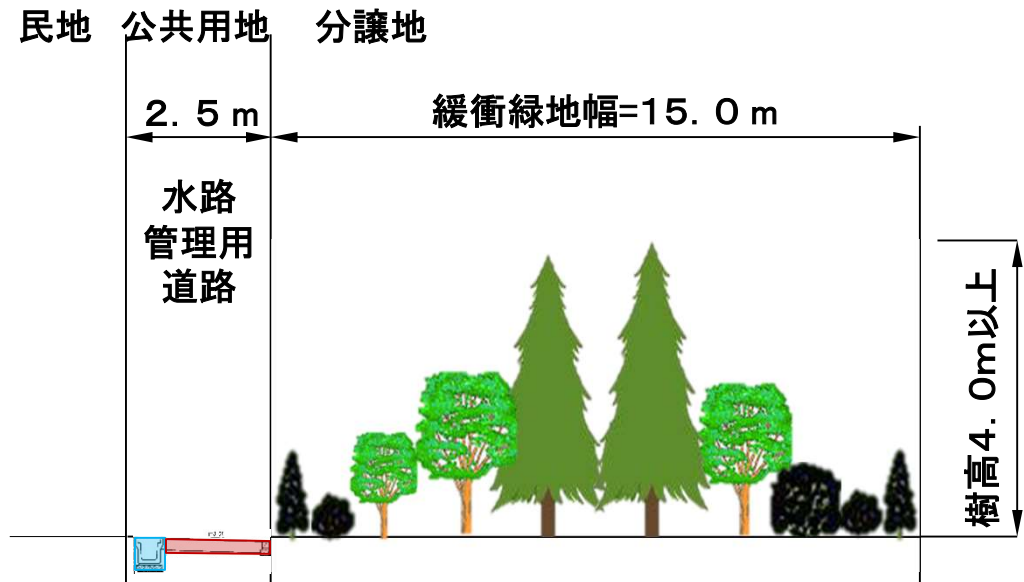 民地 公共用地 分譲地
2.5m 緩衝緑地幅=15.0m
水路
管理用
道路
樹高4.0m以上